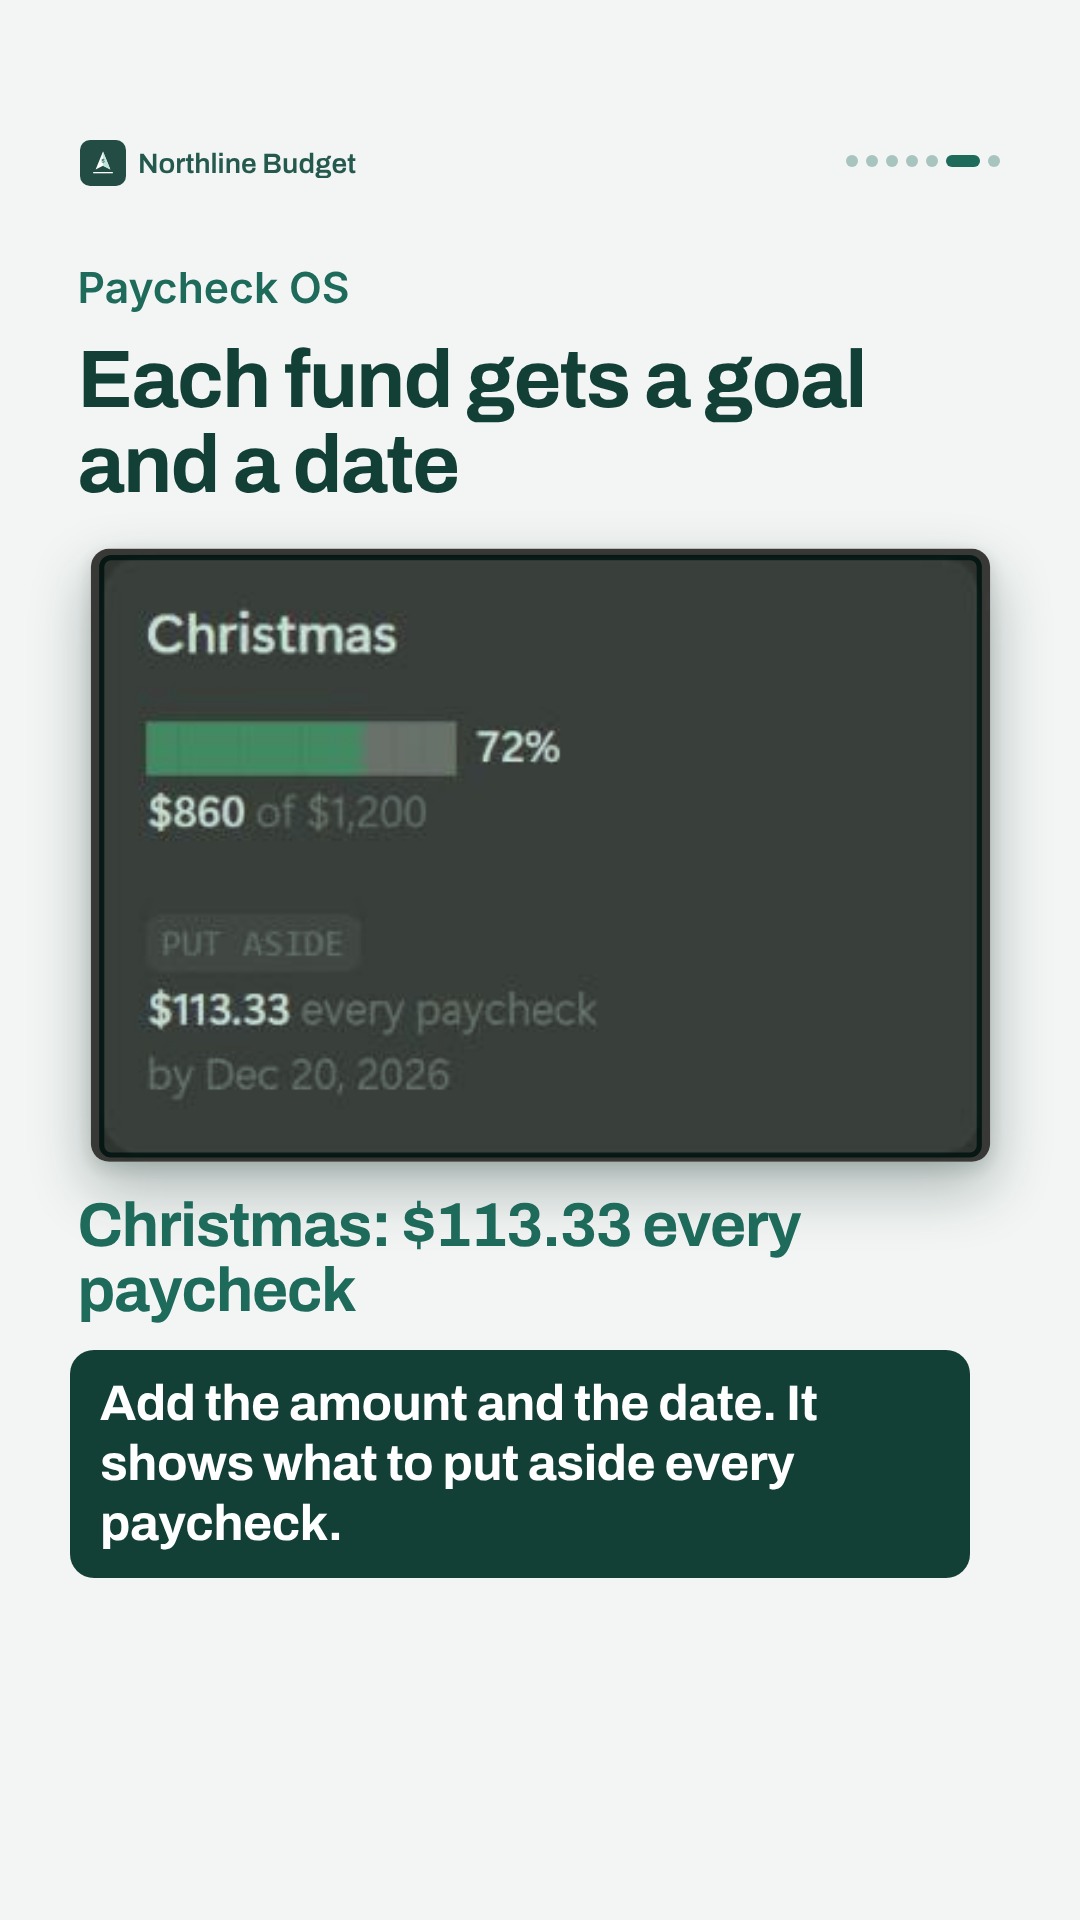 Northline Budget
Paycheck OS
Each fund gets a goal
and a date
Christmas
72%
$860 of $1,200
PUT ASIDE
$113.33 every paycheck
by Dec 20, 2026
Christmas: $113.33 every
paycheck
Add the amount and the date. It
shows what to put aside every
paycheck.